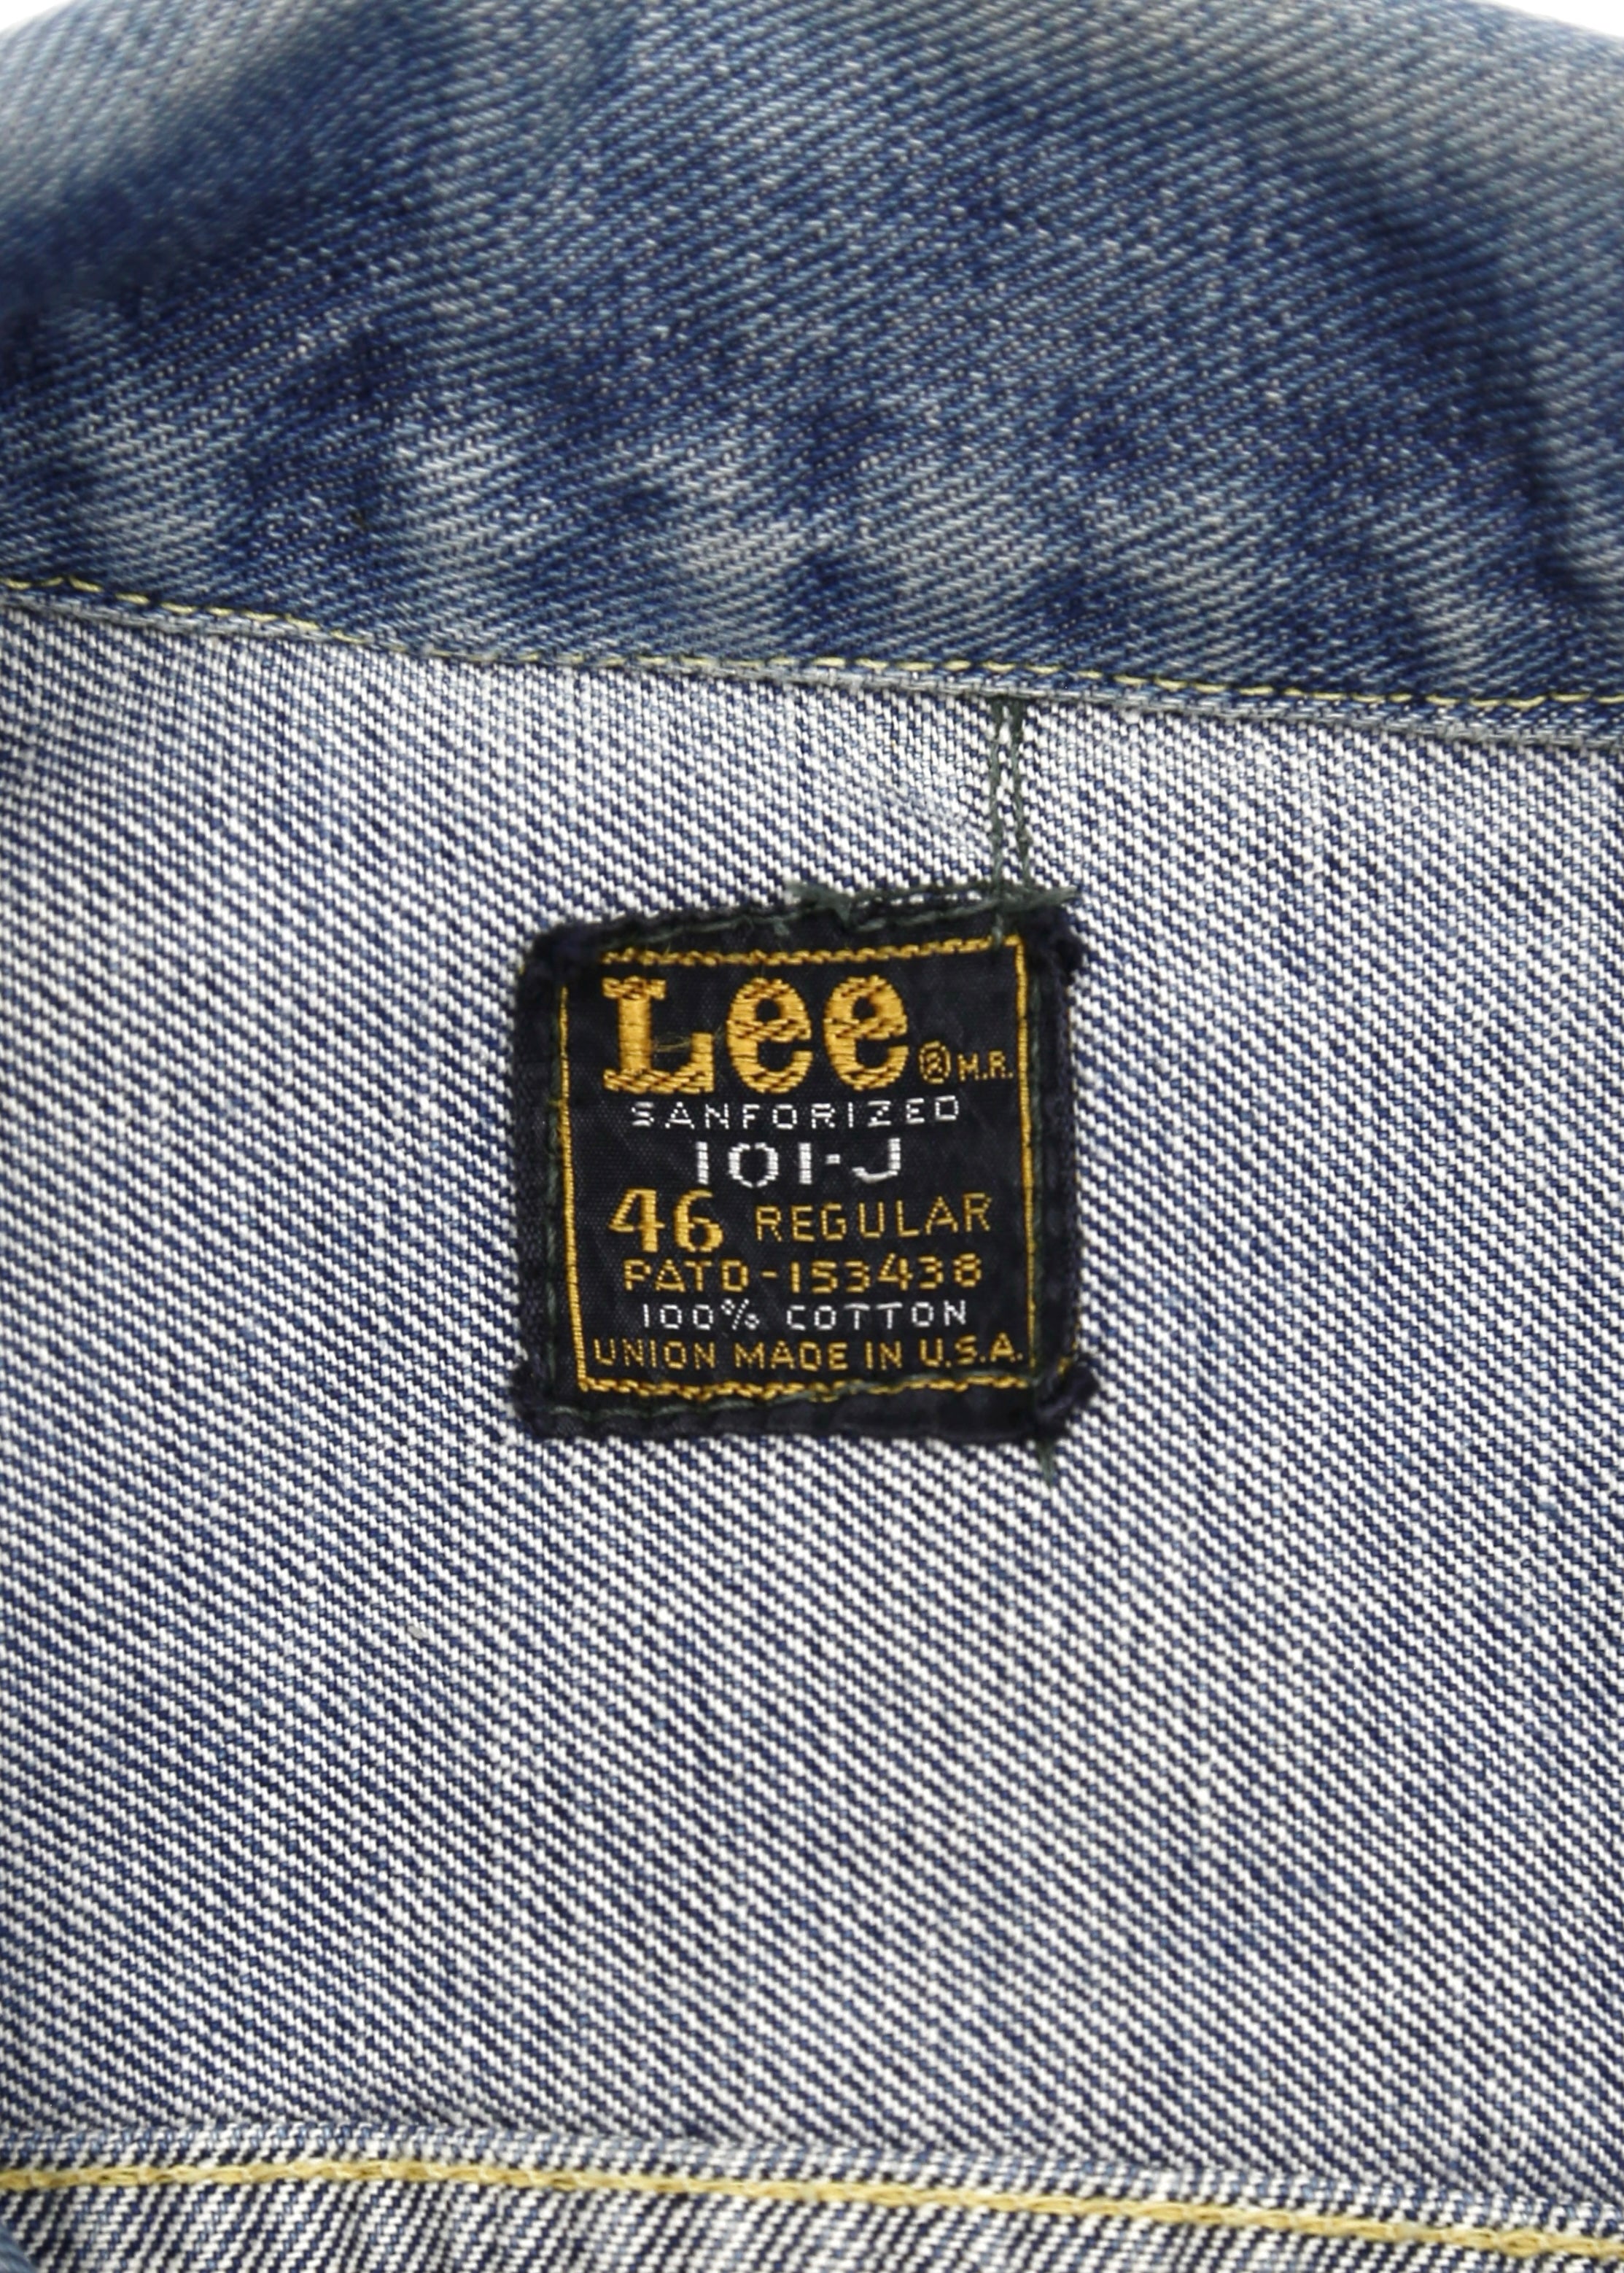 Lee ® M.R.
SANFORIZED
101-J
46 REGULAR
PATD-153438
100% COTTON
UNION MADE IN U.S.A.